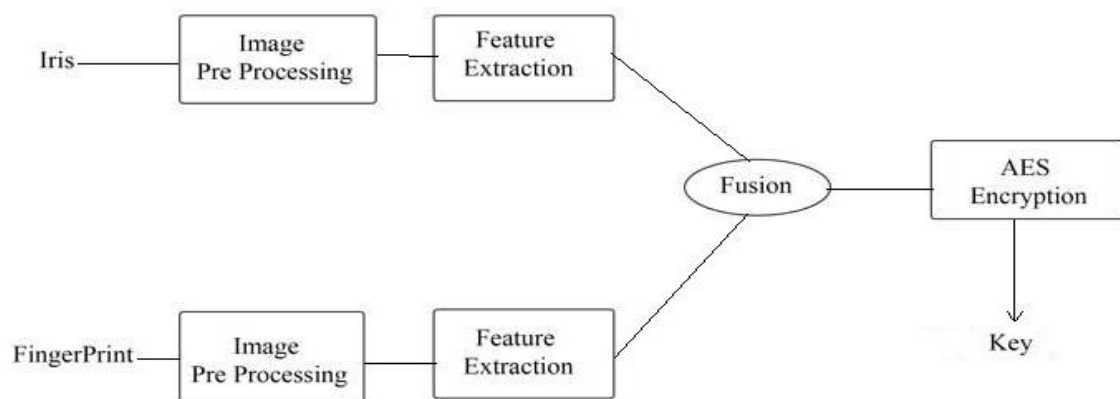 Iris
Image
Pre Processing
Feature
Extraction
Fusion
AES
Encryption
Key
FingerPrint
Image
Pre Processing
Feature
Extraction